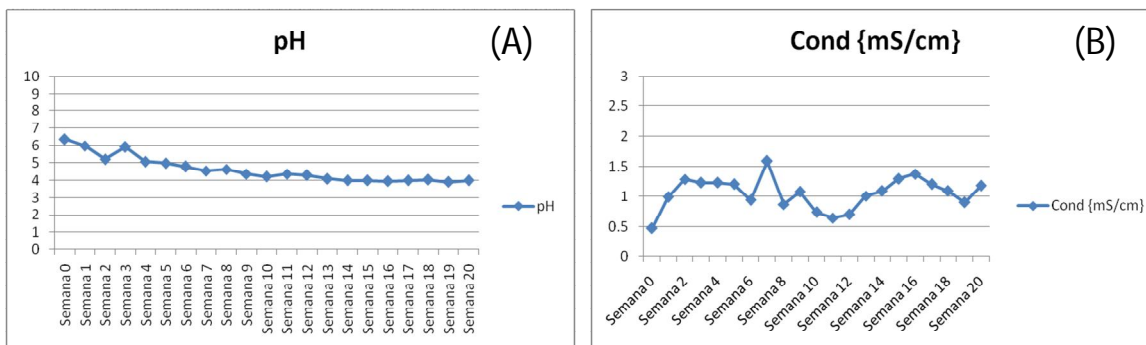 pH
(A)
10
9
8
7
6
5
4
3
2
1
0
Semana 0
Semana 1
Semana 2
Semana 3
Semana 4
Semana 5
Semana 6
Semana 7
Semana 8
Semana 9
Semana 10
Semana 11
Semana 12
Semana 13
Semana 14
Semana 15
Semana 16
Semana 17
Semana 18
Semana 19
Semana 20
pH
Cond {mS/cm}
(B)
3
2.5
2
1.5
1
0.5
0
Semana 0
Semana 2
Semana 4
Semana 6
Semana 8
Semana 10
Semana 12
Semana 14
Semana 16
Semana 18
Semana 20
Cond {mS/cm}